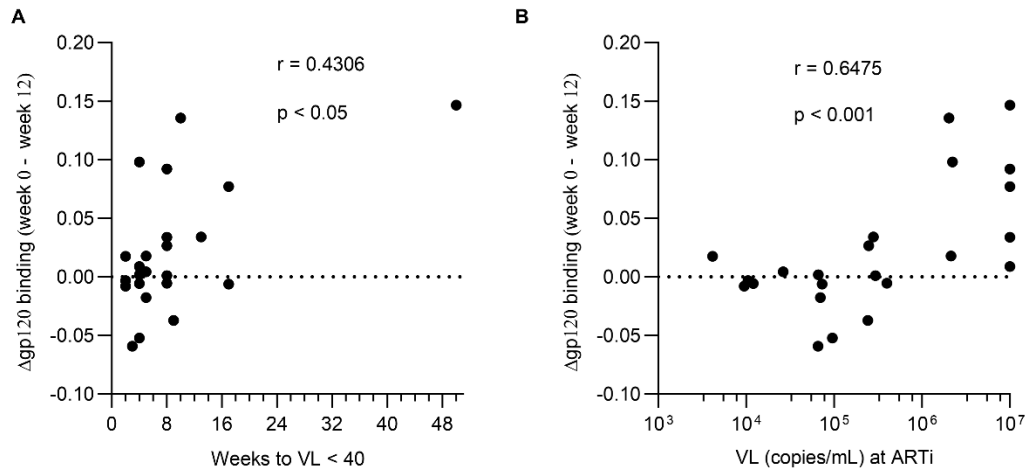 A
Δgp120 binding (week 0 - week 12)
0.20
0.15
0.10
0.05
0.00
-0.05
-0.10
r = 0.4306
p < 0.05
0 8 16 24 32 40 48
Weeks to VL < 40
B
Δgp120 binding (week 0 - week 12)
0.20
0.15
0.10
0.05
0.00
-0.05
-0.10
r = 0.6475
p < 0.001
10³ 10⁴ 10⁵ 10⁶ 10⁷
VL (copies/mL) at ARTi